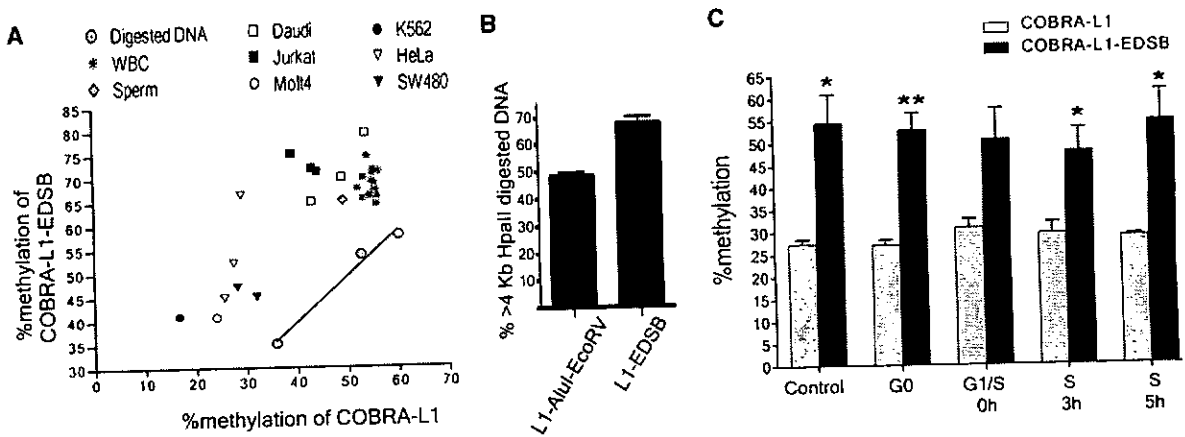 A
Digested DNA
WBC
Sperm
Daudi
Jurkat
Molt4
K562
HeLa
SW480
%methylation of
COBRA-L1-EDSB
85
80
75
70
65
60
55
50
45
40
35
30
0 10 20 30 40 50 60 70
%methylation of COBRA-L1
B
% >4 Kb HpaII digested DNA
70
60
50
40
30
20
10
L1-AluI-EcoRV
L1-EDSB
C
COBRA-L1
COBRA-L1-EDSB
%methylation
65
60
55
50
45
40
35
30
25
20
15
10
5
0
* ** * *
Control G0 G1/S S S
0h 3h 5h